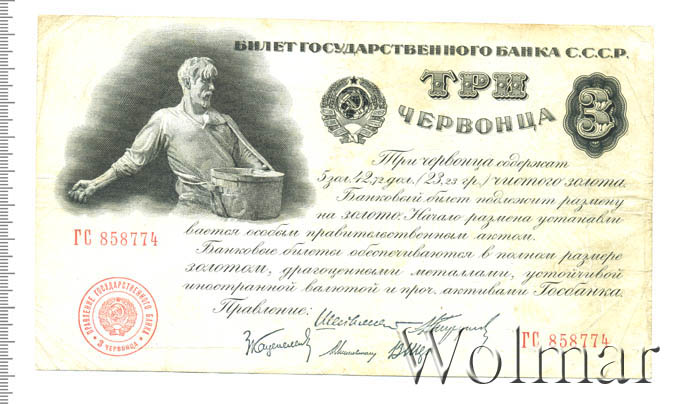 БИЛЕТ ГОСУДАРСТВЕННОГО БАНКА С.С.С.Р.
ТРИ
ЧЕРВОНЦА
3
Три червонца содержат
5 зол. 42,72 дол. (23,23 гр.) чистого золота.
Банковый билет подлежит размену
на золото. Начало размена устанавли
вается особым правительственным актом.
Банковые билеты обеспечиваются в полном размере
золотом, драгоценными металлами, устойчивой
иностранной валютой и проч. активами Госбанка.
Правление:
ГС 858774
ПРАВЛЕНИЕ ГОСУДАРСТВЕННОГО БАНКА
3 ЧЕРВОНЦА
ГС 858774
Wolmar